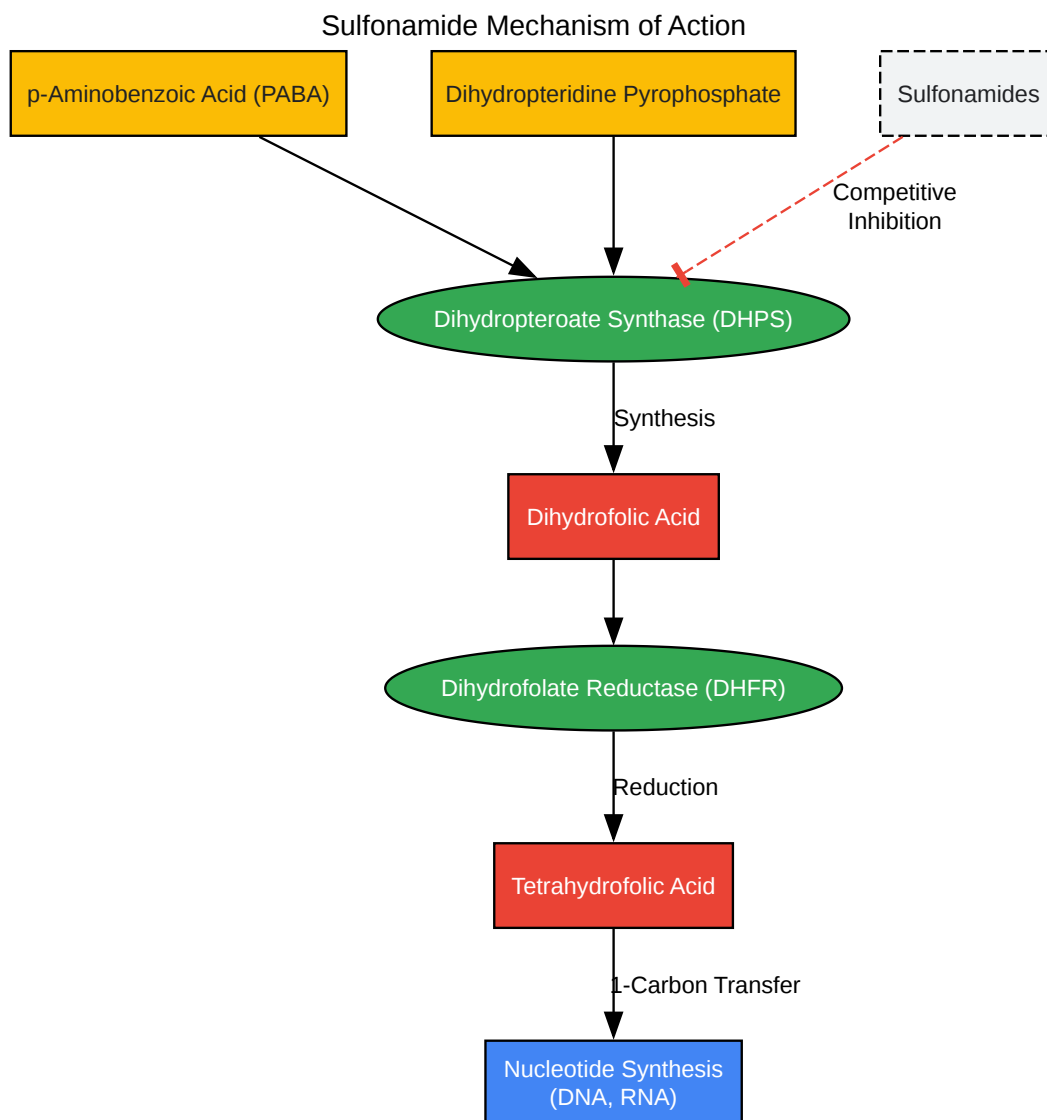 Sulfonamide Mechanism of Action
p-Aminobenzoic Acid (PABA)
Dihydropteridine Pyrophosphate
Sulfonamides
Competitive
Inhibition
Dihydropteroate Synthase (DHPS)
Synthesis
Dihydrofolic Acid
Dihydrofolate Reductase (DHFR)
Reduction
Tetrahydrofolic Acid
1-Carbon Transfer
Nucleotide Synthesis
(DNA, RNA)